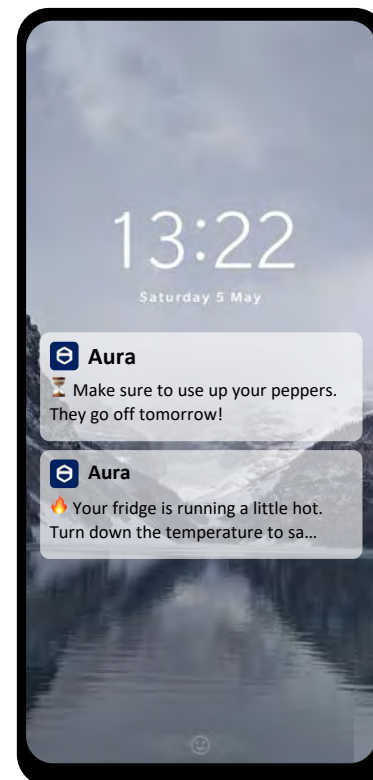 13:22
Saturday 5 May
Aura
⏳ Make sure to use up your peppers.
They go off tomorrow!
Aura
🔥 Your fridge is running a little hot.
Turn down the temperature to sa...